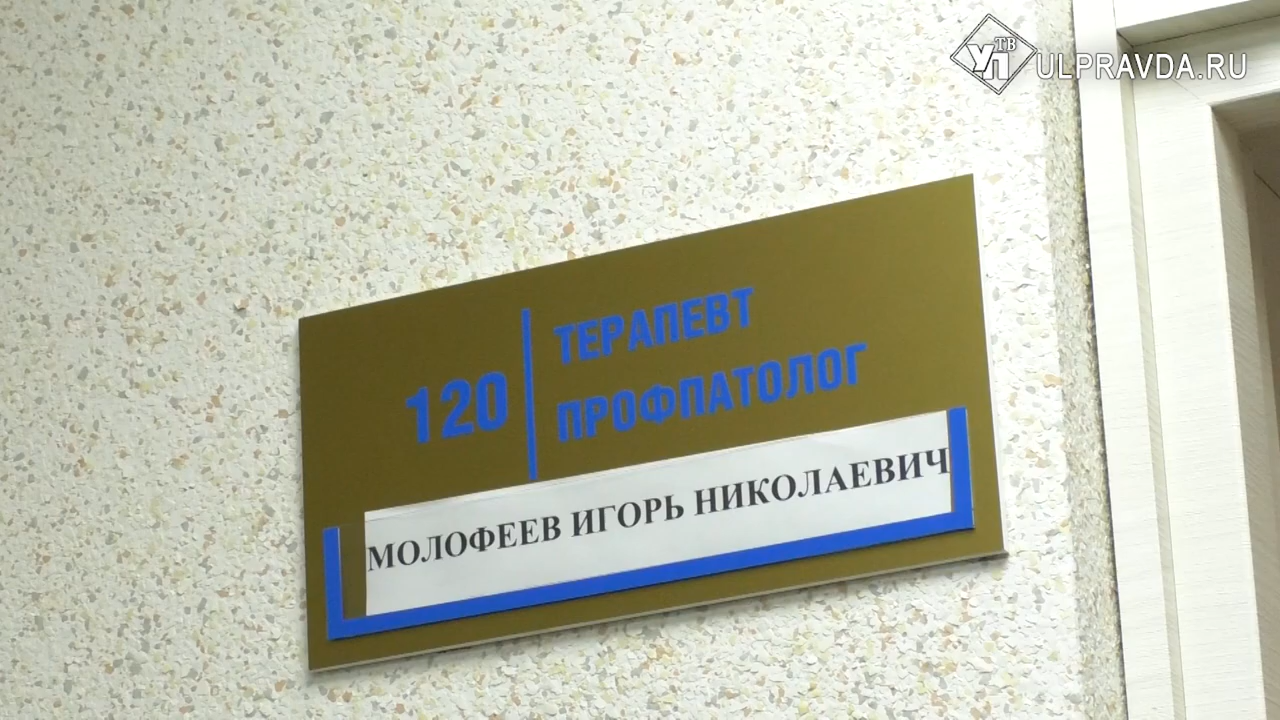 УП ТВ ULPRAVDA.RU
120
ТЕРАПЕВТ
ПРОФПАТОЛОГ
МОЛОФЕЕВ ИГОРЬ НИКОЛАЕВИЧ